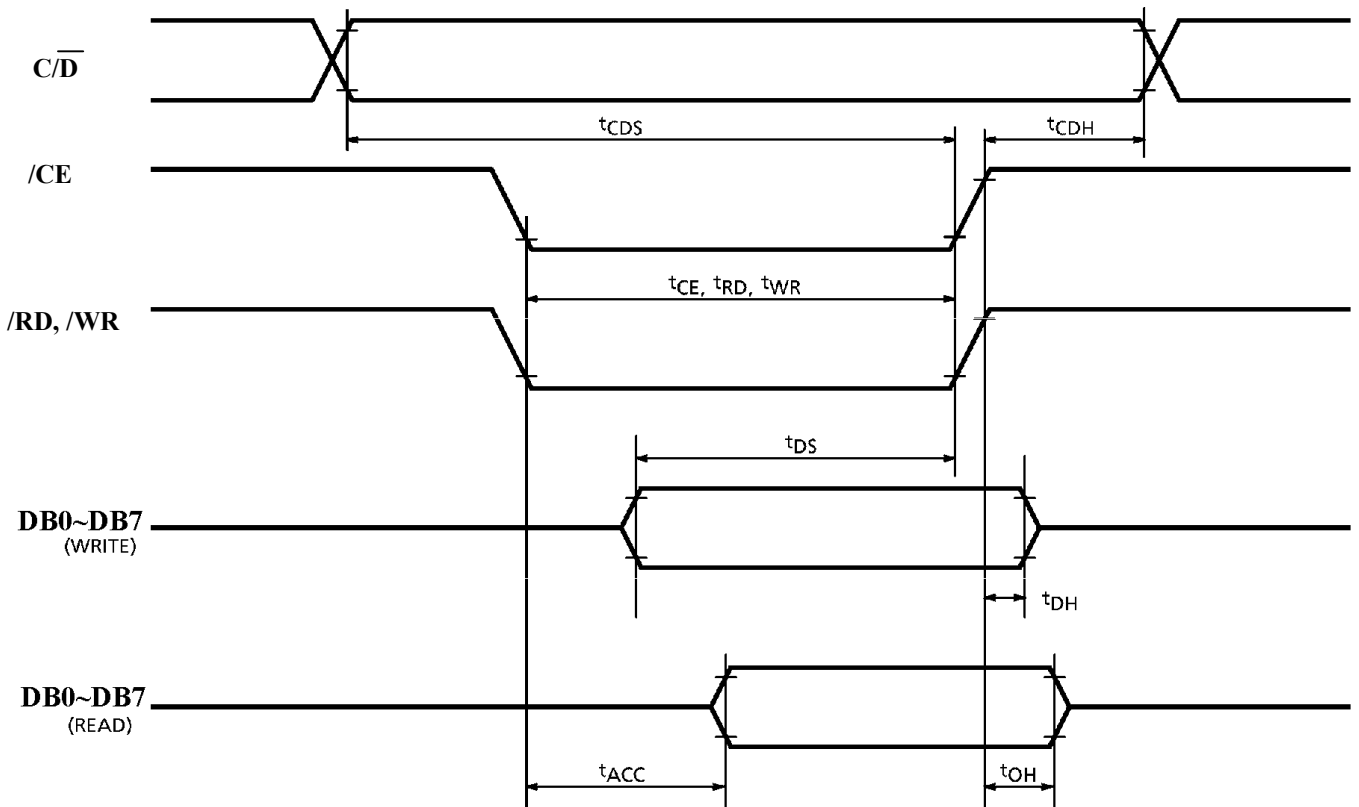 C/D̅
tCDS
tCDH
/CE
tCE, tRD, tWR
/RD, /WR
tDS
DB0~DB7
(WRITE)
tDH
DB0~DB7
(READ)
tACC
tOH